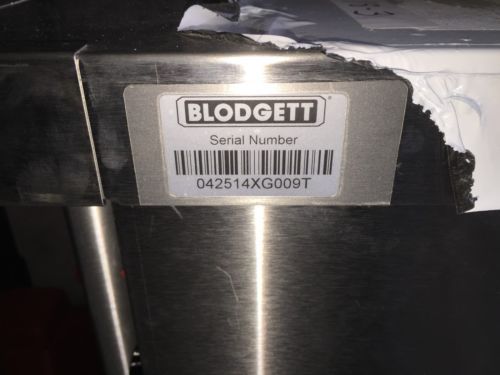 BLODGETT
Serial Number
042514XG009T